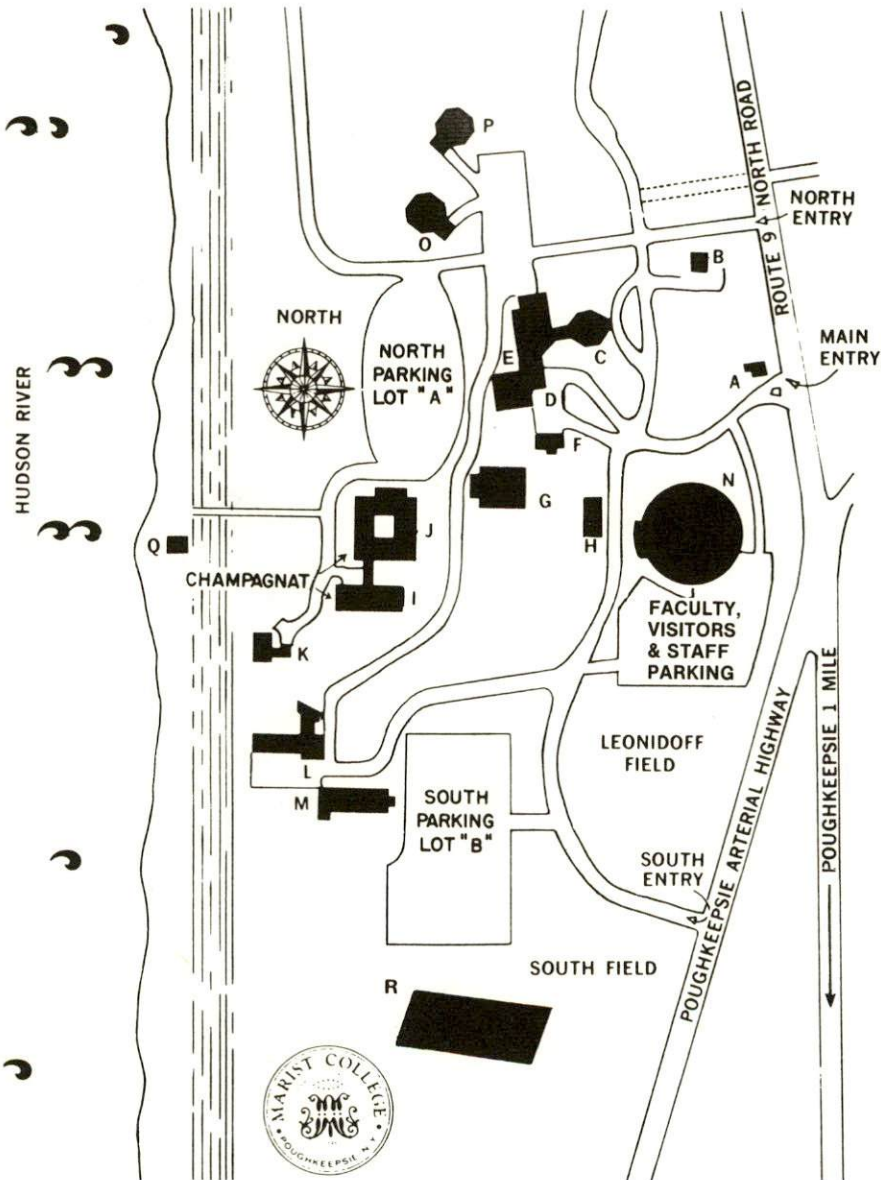 P
O
B
NORTH
ENTRY
ROUTE 9 NORTH ROAD
NORTH
NORTH
PARKING
LOT "A"
E
C
MAIN
ENTRY
A
D
F
HUDSON RIVER
N
G
H
J
Q
CHAMPAGNAT
I
FACULTY,
VISITORS
& STAFF
PARKING
K
LEONIDOFF
FIELD
L
M
SOUTH
PARKING
LOT "B"
SOUTH
ENTRY
POUGHKEEPSIE ARTERIAL HIGHWAY
POUGHKEEPSIE 1 MILE
SOUTH FIELD
R
MARIST COLLEGE
• POUGHKEEPSIE N.Y. •